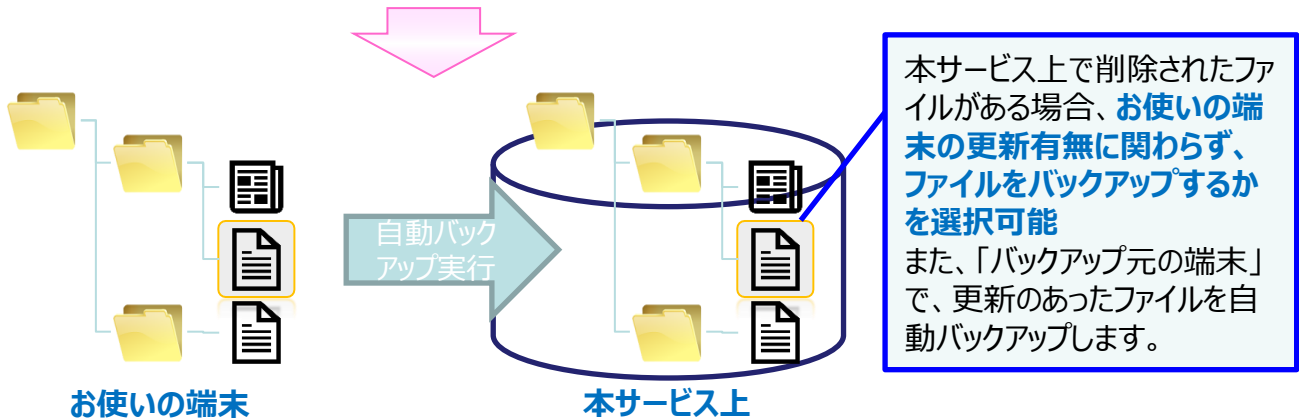 自動バック
アップ実行
お使いの端末
本サービス上
本サービス上で削除されたファ
イルがある場合、お使いの端
末の更新有無に関わらず、
ファイルをバックアップするか
を選択可能
また、「バックアップ元の端末」
で、更新のあったファイルを自
動バックアップします。